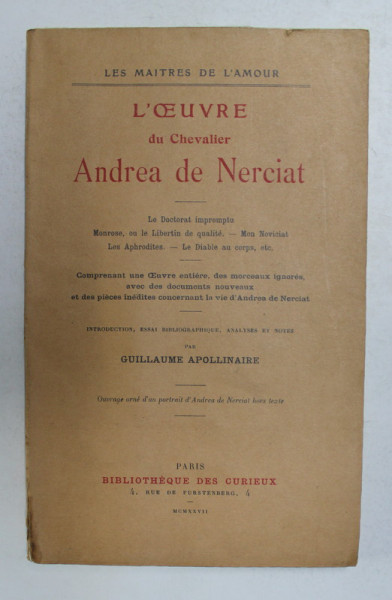 LES MAITRES DE L'AMOUR
L'ŒUVRE
du Chevalier
Andrea de Nerciat
Le Doctorat impromptu
Monrose, ou le Libertin de qualité. — Mon Noviciat
Les Aphrodites. — Le Diable au corps, etc.
Comprenant une Œuvre entière, des morceaux ignorés,
avec des documents nouveaux
et des pièces inédites concernant la vie d'Andrea de Nerciat
INTRODUCTION, ESSAI BIBLIOGRAPHIQUE, ANALYSES ET NOTES
PAR
GUILLAUME APOLLINAIRE
Ouvrage orné d'un portrait d'Andrea de Nerciat hors texte
PARIS
BIBLIOTHÈQUE DES CURIEUX
4, RUE DE FURSTENBERG, 4
MCMXXVII